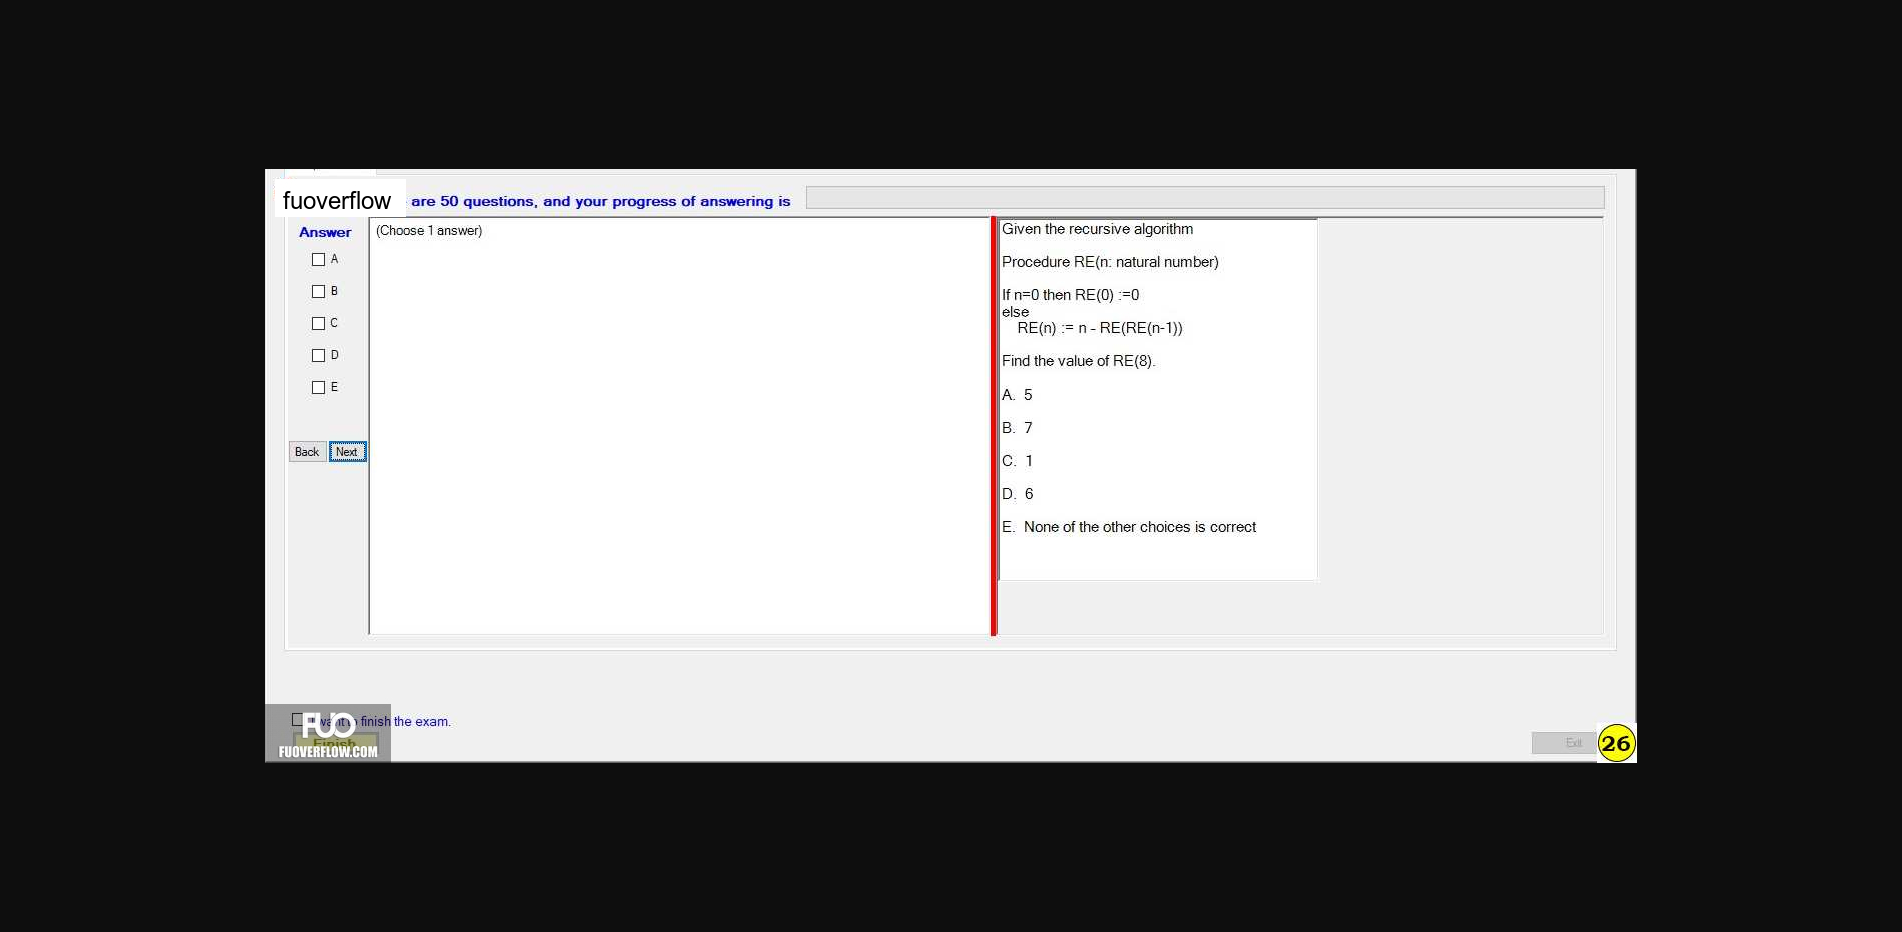 fuoverflow are 50 questions, and your progress of answering is
Answer
(Choose 1 answer)
A
B
C
D
E
Back Next
Given the recursive algorithm
Procedure RE(n: natural number)
If n=0 then RE(0) :=0
else
RE(n) := n - RE(RE(n-1))
Find the value of RE(8).
A. 5
B. 7
C. 1
D. 6
E. None of the other choices is correct
I want to finish the exam.
FUO
Finish
FUOVERFLOW.COM
Exit
26